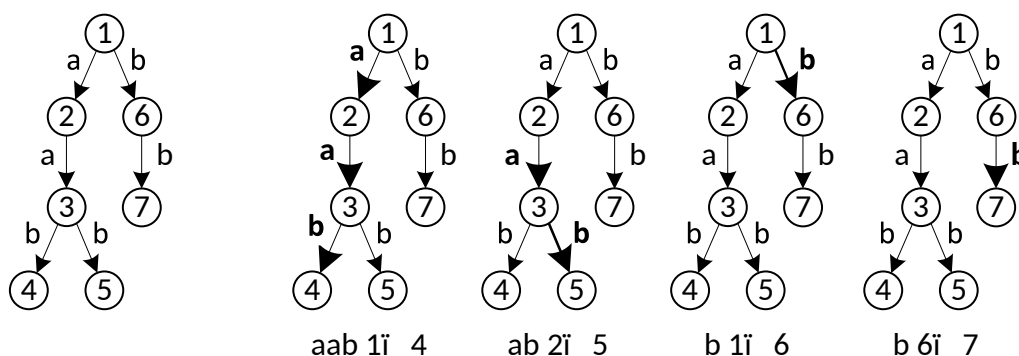 1 1 1 1 1
a b a b a b a b a b
2 6 2 6 2 6 2 6 2 6
a b a b a b a b a b
3 7 3 7 3 7 3 7 3 7
b b b b b b b b b b
4 5 4 5 4 5 4 5 4 5
aab 1ï 4 ab 2ï 5 b 1ï 6 b 6ï 7